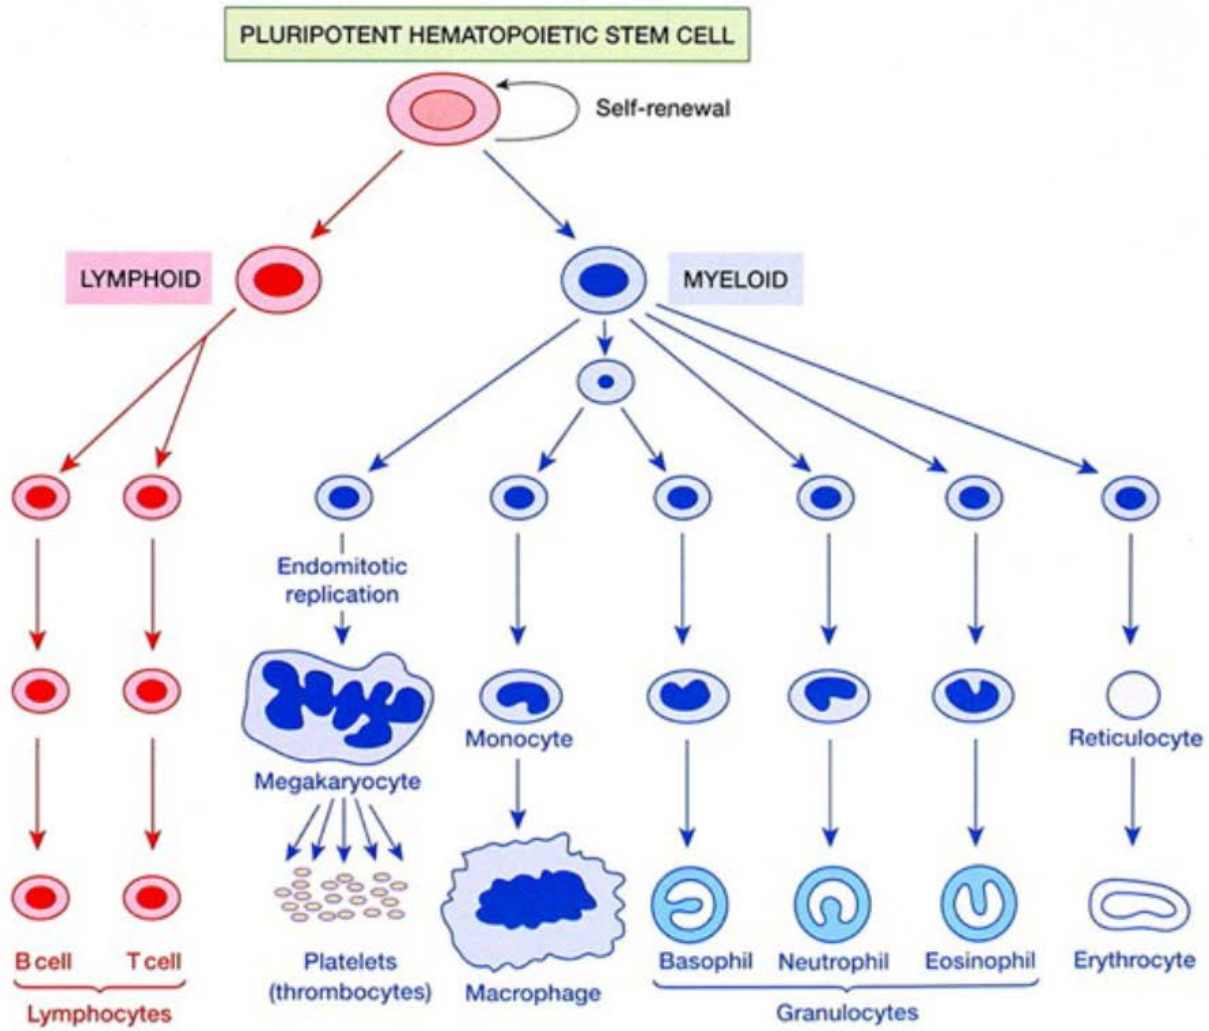 PLURIPOTENT HEMATOPOIETIC STEM CELL
Self-renewal
LYMPHOID
MYELOID
Endomitotic
replication
Megakaryocyte
Monocyte
Reticulocyte
B cell
T cell
Lymphocytes
Platelets
(thrombocytes)
Macrophage
Basophil
Neutrophil
Eosinophil
Granulocytes
Erythrocyte